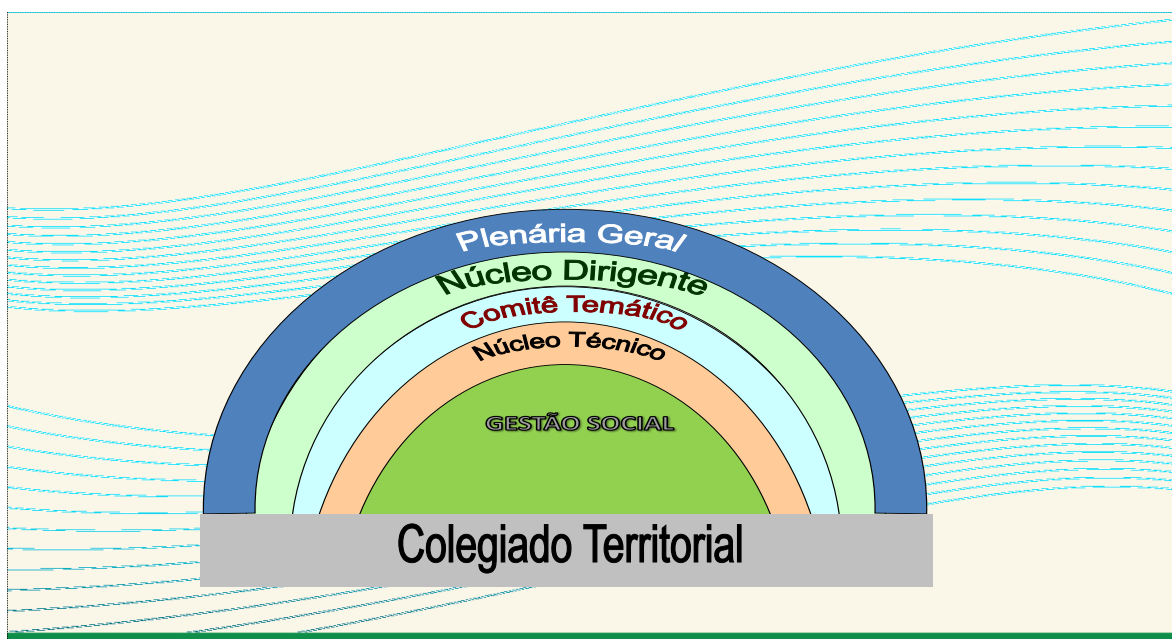 Plenária Geral
Núcleo Dirigente
Comitê Temático
Núcleo Técnico
GESTÃO SOCIAL
Colegiado Territorial